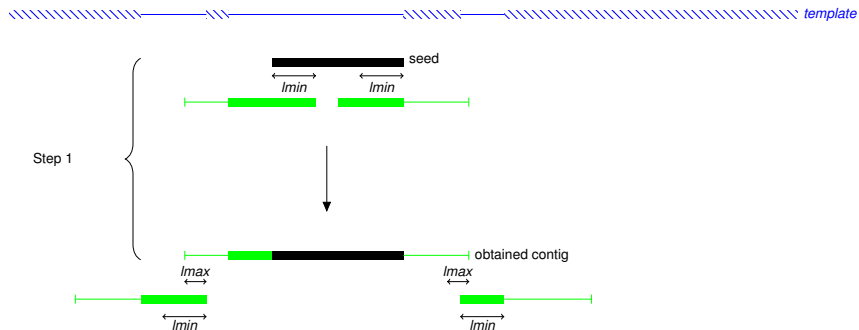 template
seed
lmin
lmin
Step 1
obtained contig
lmax
lmax
lmin
lmin